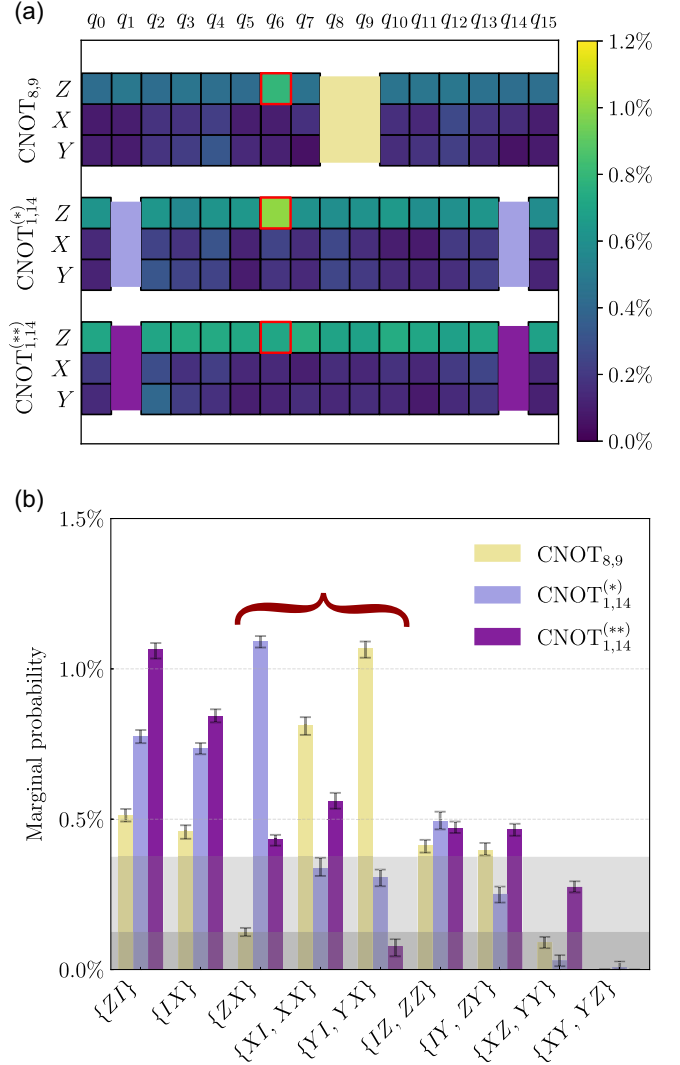 (a)
q0 q1 q2 q3 q4 q5 q6 q7 q8 q9 q10 q11 q12 q13 q14 q15
CNOT8,9
Z
X
Y
CNOT(*)1,14
Z
X
Y
CNOT(**)1,14
Z
X
Y
1.2%
1.0%
0.8%
0.6%
0.4%
0.2%
0.0%
(b)
Marginal probability
1.5%
1.0%
0.5%
0.0%
CNOT8,9
CNOT(*)1,14
CNOT(**)1,14
{ZI}
{IX}
{ZX}
{XI, XX}
{YI, YX}
{IZ, ZZ}
{IY, ZY}
{XZ, YY}
{XY, YZ}